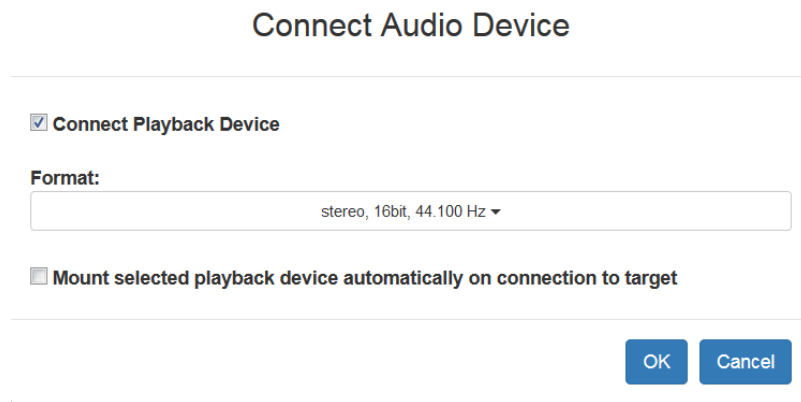 Connect Audio Device
Connect Playback Device
Format:
stereo, 16bit, 44.100 Hz
Mount selected playback device automatically on connection to target
OK
Cancel